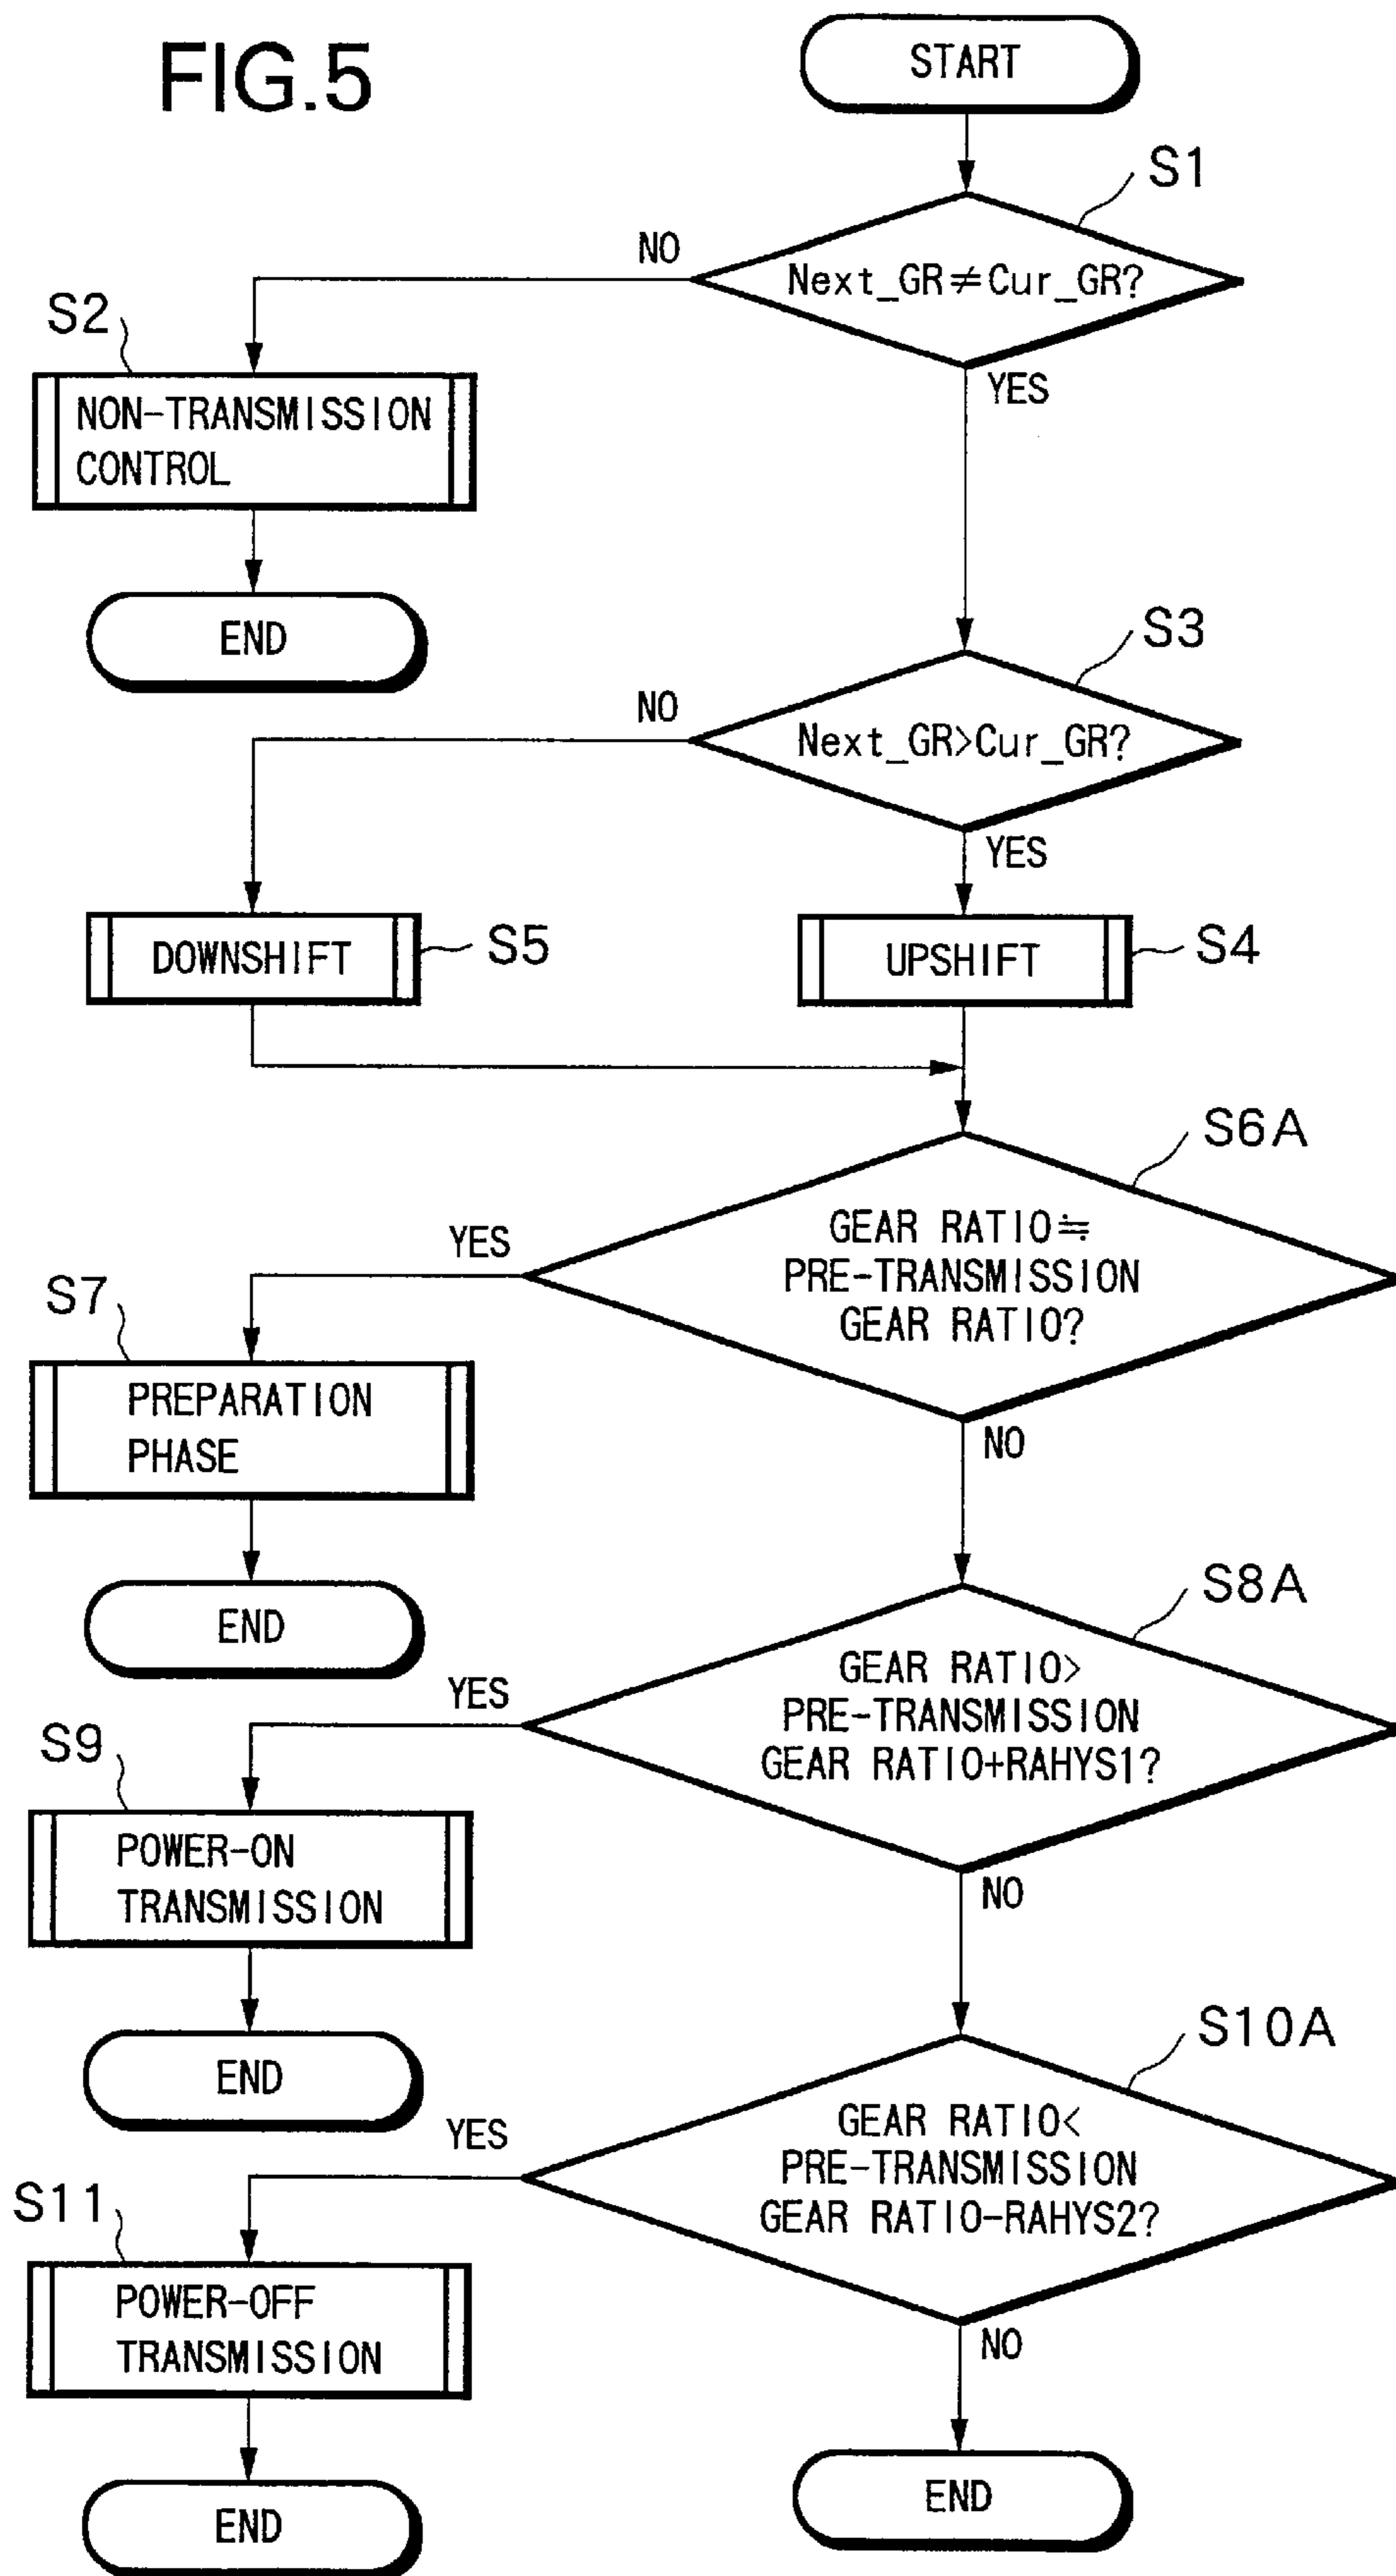 FIG.5
START
S1
NO
Next_GR≠Cur_GR?
S2
YES
NON-TRANSMISSION
CONTROL
END
S3
NO
Next_GR>Cur_GR?
YES
DOWNSHIFT
S5
UPSHIFT
S4
S6A
YES
GEAR RATIO≒
PRE-TRANSMISSION
GEAR RATIO?
S7
PREPARATION
PHASE
NO
END
S8A
YES
GEAR RATIO>
PRE-TRANSMISSION
GEAR RATIO+RAHYS1?
S9
POWER-ON
TRANSMISSION
NO
END
S10A
YES
GEAR RATIO<
PRE-TRANSMISSION
GEAR RATIO-RAHYS2?
S11
POWER-OFF
TRANSMISSION
NO
END
END